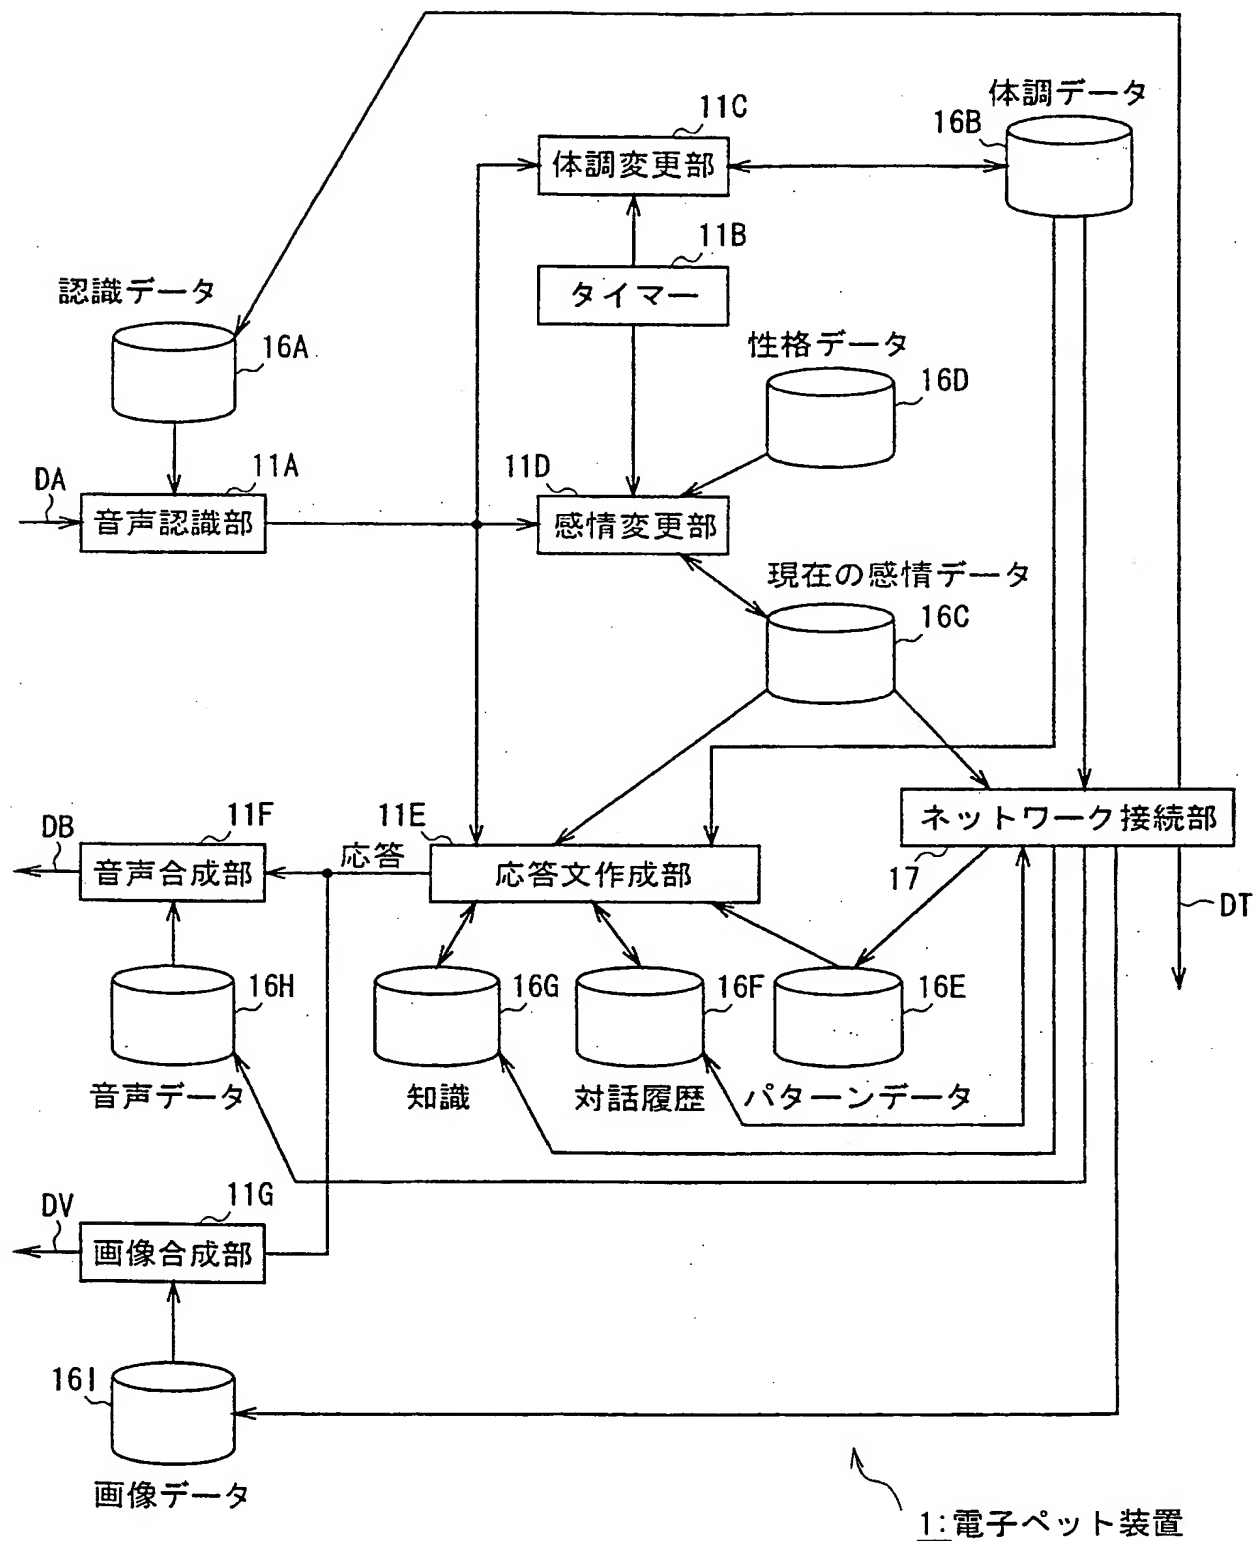 体調データ
16B
11C
体調変更部
11B
タイマー
認識データ
16A
性格データ
16D
11A
DA
音声認識部
11D
感情変更部
現在の感情データ
16C
ネットワーク接続部
17
DT
11F
DB
音声合成部
応答
11E
応答文作成部
16H
音声データ
16G
知識
16F
対話履歴
16E
パターンデータ
11G
DV
画像合成部
16I
画像データ
1:電子ペット装置